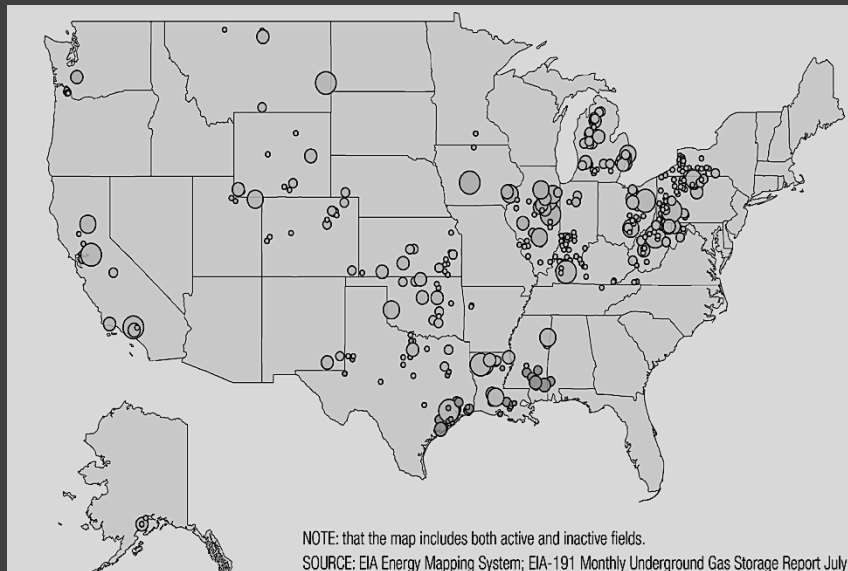 NOTE: that the map includes both active and inactive fields.
SOURCE: EIA Energy Mapping System; EIA-191 Monthly Underground Gas Storage Report July